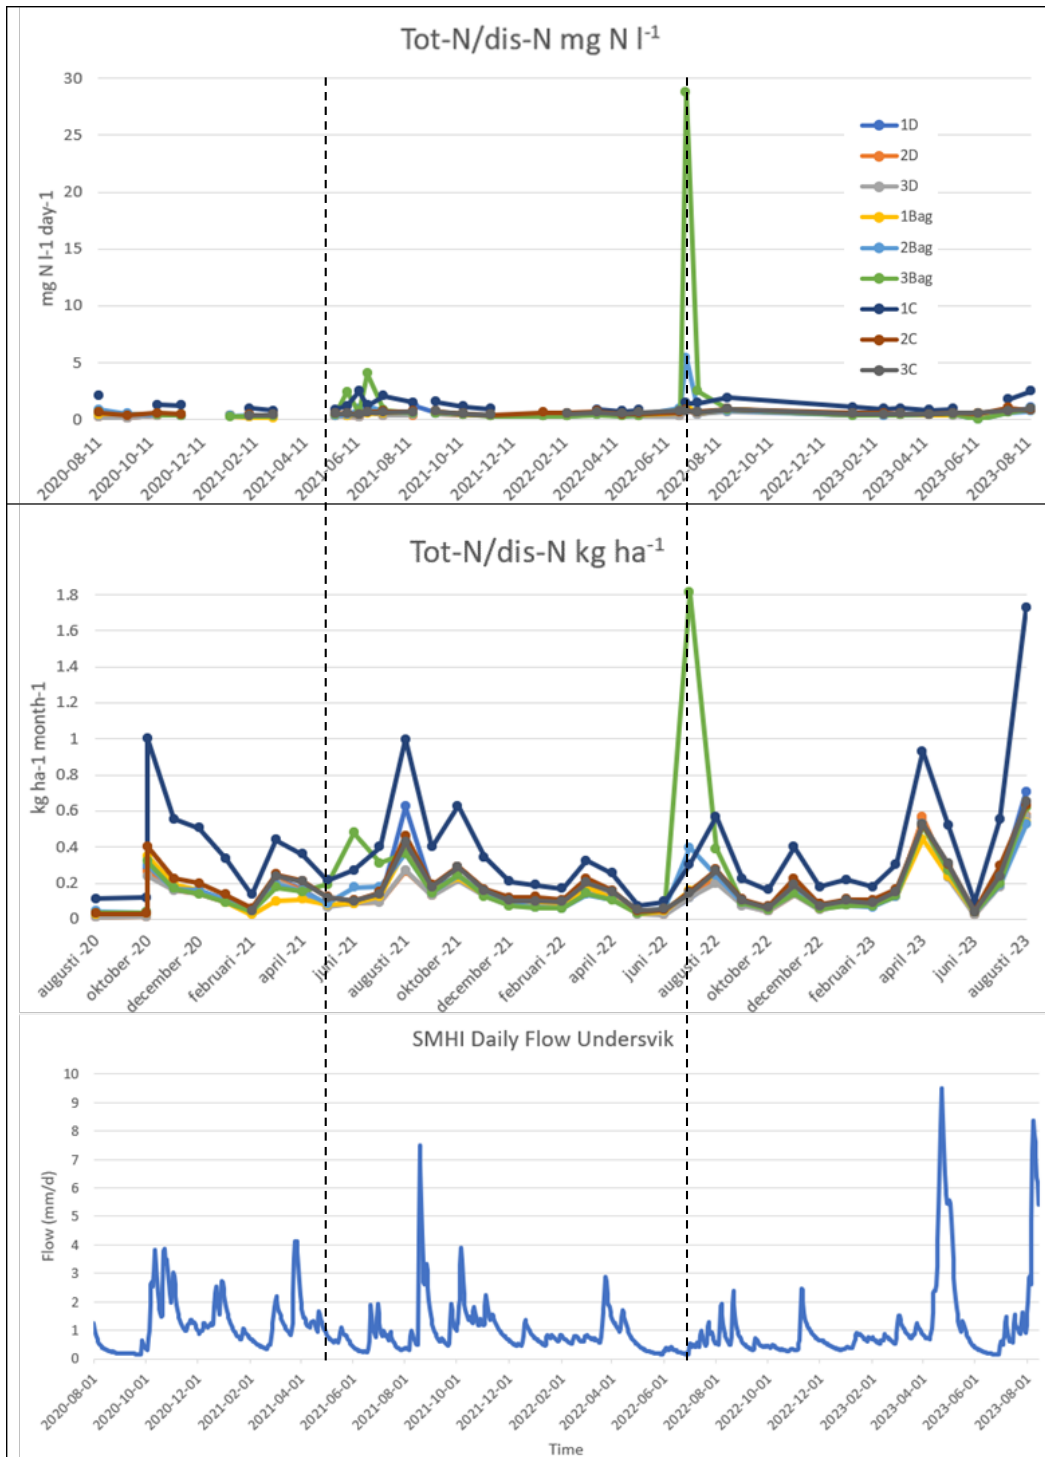 Tot-N/dis-N mg N l-1
mg N l-1 day-1
30
25
20
15
10
5
0
1D
2D
3D
1Bag
2Bag
3Bag
1C
2C
3C
2020-08-11
2020-10-11
2020-12-11
2021-02-11
2021-04-11
2021-06-11
2021-08-11
2021-10-11
2021-12-11
2022-02-11
2022-04-11
2022-06-11
2022-08-11
2022-10-11
2022-12-11
2023-02-11
2023-04-11
2023-06-11
2023-08-11
Tot-N/dis-N kg ha-1
kg ha-1 month-1
1.8
1.6
1.4
1.2
1
0.8
0.6
0.4
0.2
0
augusti -20
oktober -20
december -20
februari -21
april -21
juni -21
augusti -21
oktober -21
december -21
februari -22
april -22
juni -22
augusti -22
oktober -22
december -22
februari -23
april -23
juni -23
augusti -23
SMHI Daily Flow Undersvik
Flow (mm/d)
10
9
8
7
6
5
4
3
2
1
0
2020-08-01
2020-10-01
2020-12-01
2021-02-01
2021-04-01
2021-06-01
2021-08-01
2021-10-01
2021-12-01
2022-02-01
2022-04-01
2022-06-01
2022-08-01
2022-10-01
2022-12-01
2023-02-01
2023-04-01
2023-06-01
2023-08-01
Time